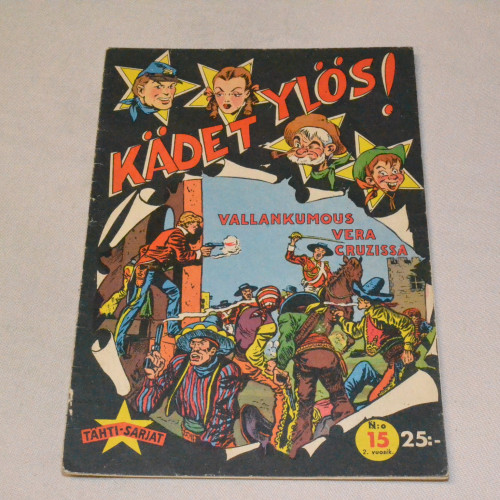 KÄDET YLÖS!
VALLANKUMOUS
VERA
CRUZISSA
TÄHTI-SARJAT
N:o
15
2. vuosik.
25:-